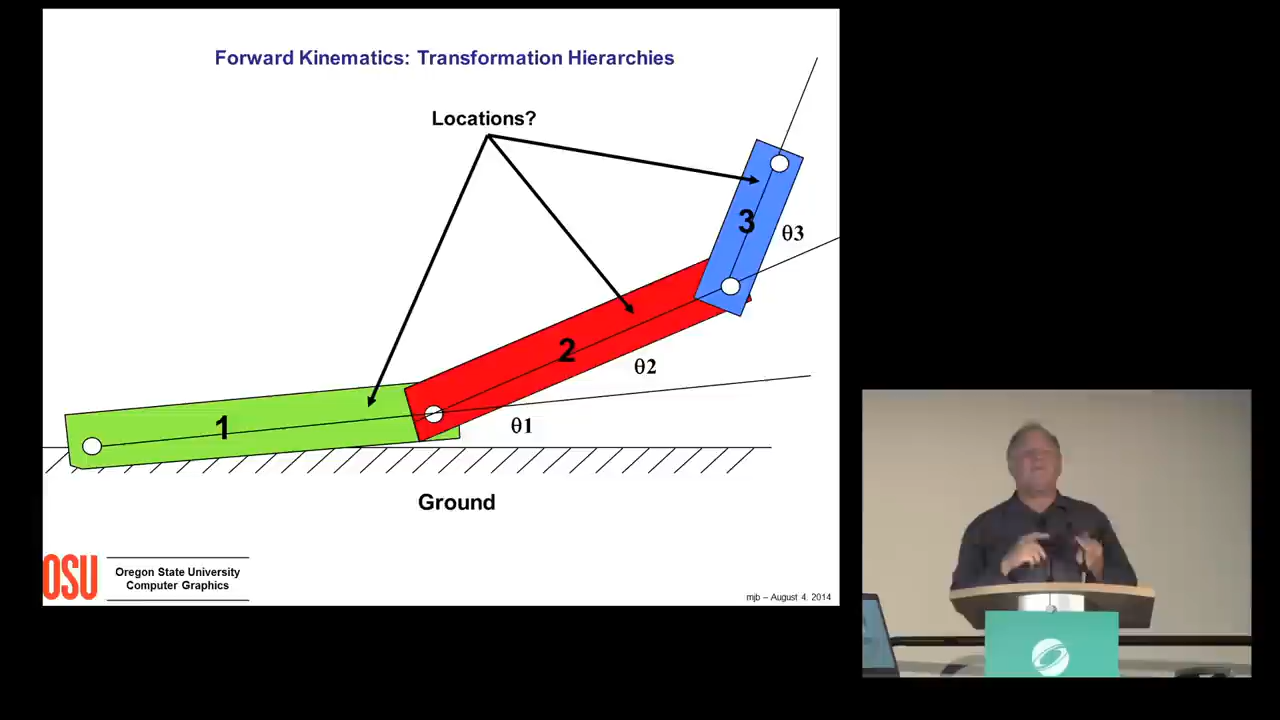 Forward Kinematics: Transformation Hierarchies
Locations?
3
θ3
2
θ2
1
θ1
Ground
OSU
Oregon State University
Computer Graphics
mjb – August 4, 2014